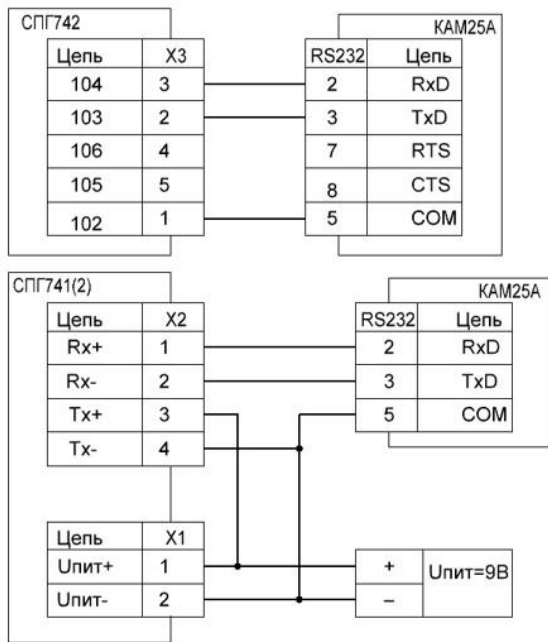 СПГ742 КАМ25А
Цепь X3 RS232 Цепь
104 3 2 RxD
103 2 3 TxD
106 4 7 RTS
105 5 8 CTS
102 1 5 COM
СПГ741(2) КАМ25А
Цепь X2 RS232 Цепь
Rx+ 1 2 RxD
Rx- 2 3 TxD
Tx+ 3 5 COM
Tx- 4
Цепь X1
Uпит+ 1 + Uпит=9В
Uпит- 2 –